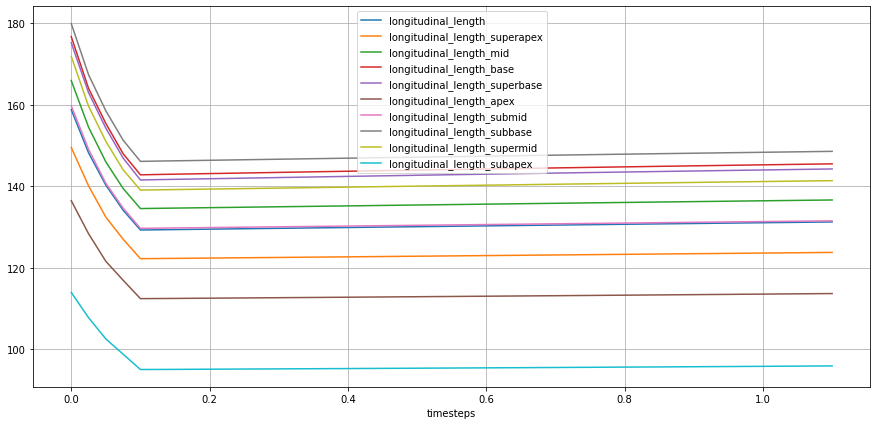 180
160
140
120
100
longitudinal_length
longitudinal_length_superapex
longitudinal_length_mid
longitudinal_length_base
longitudinal_length_superbase
longitudinal_length_apex
longitudinal_length_submid
longitudinal_length_subbase
longitudinal_length_supermid
longitudinal_length_subapex
0.0 0.2 0.4 0.6 0.8 1.0
timesteps